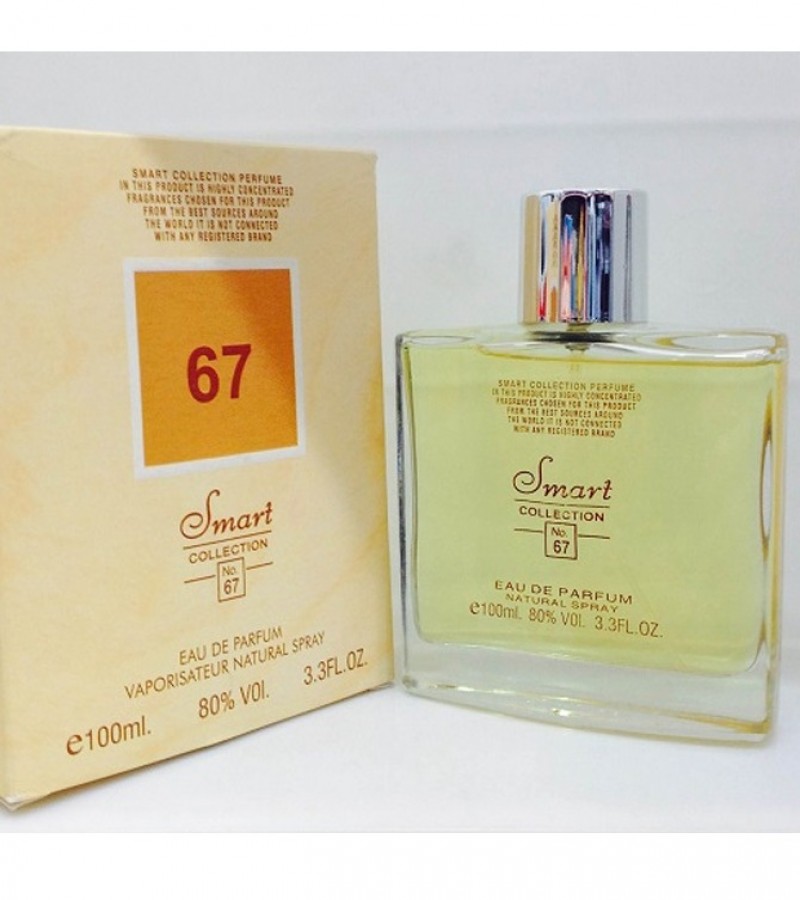 SMART COLLECTION PERFUME
IN THIS PRODUCT IS HIGHLY CONCENTRATED
FRAGRANCES CHOSEN FOR THIS PRODUCT
FROM THE BEST SOURCES AROUND
THE WORLD IT IS NOT CONNECTED
WITH ANY REGISTERED BRAND
67
Smart
COLLECTION
No.
67
EAU DE PARFUM
VAPORISATEUR NATURAL SPRAY
e100ml. 80% VOl. 3.3FL.OZ.
SMART COLLECTION PERFUME
IN THIS PRODUCT IS HIGHLY CONCENTRATED
FRAGRANCES CHOSEN FOR THIS PRODUCT
FROM THE BEST SOURCES AROUND
THE WORLD IT IS NOT CONNECTED
WITH ANY REGISTERED BRAND
Smart
COLLECTION
No.
67
EAU DE PARFUM
NATURAL SPRAY
e100ml. 80% VOl. 3.3FL.OZ.